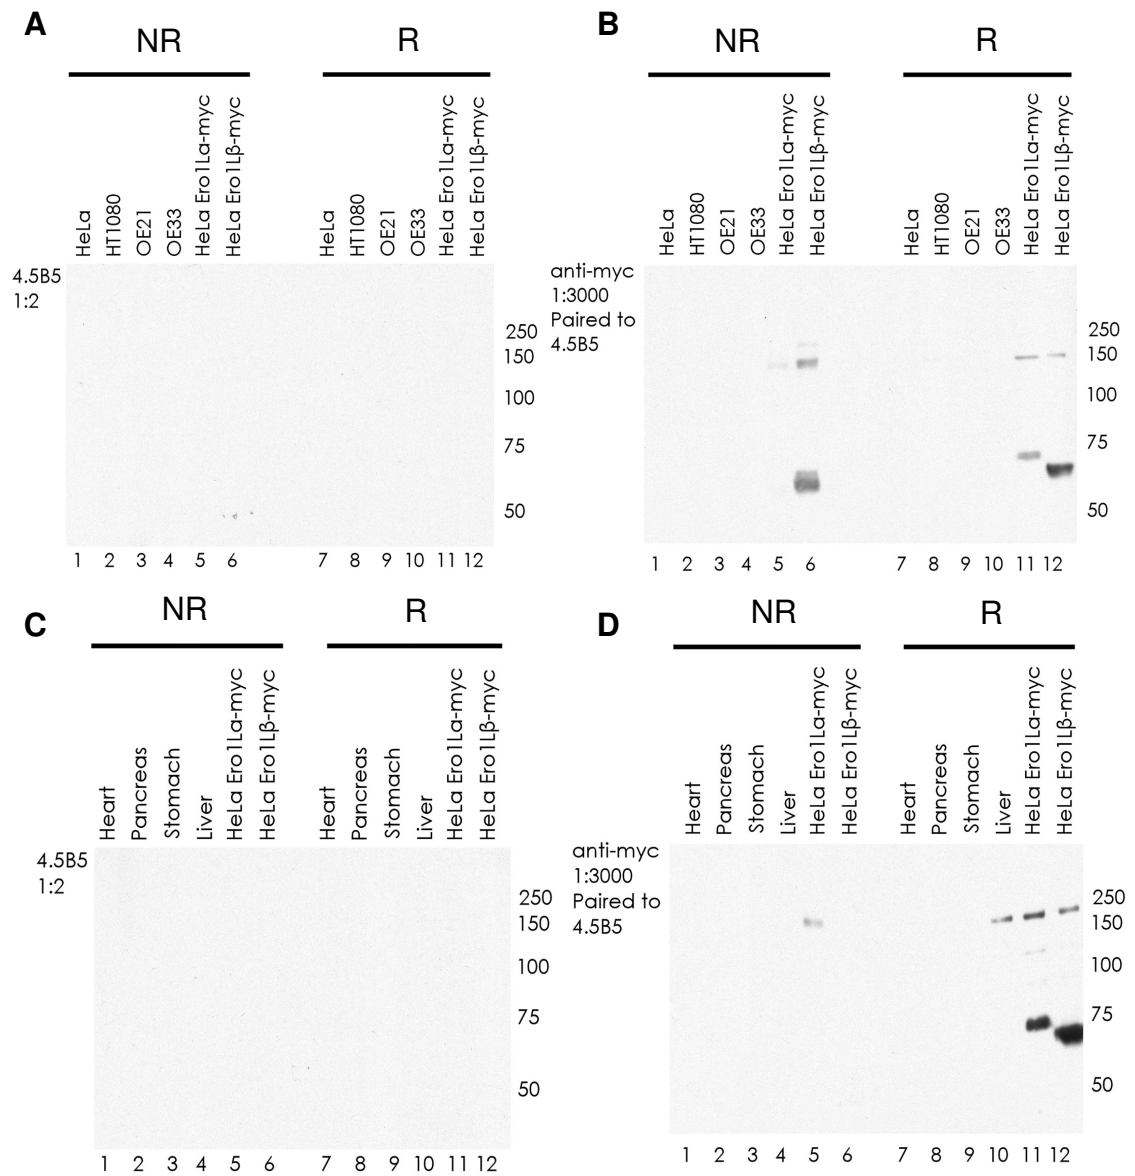 A
NR
R
HeLa
HT1080
OE21
OE33
HeLa Ero1Lα-myc
HeLa Ero1Lβ-myc
HeLa
HT1080
OE21
OE33
HeLa Ero1Lα-myc
HeLa Ero1Lβ-myc
4.5B5
1:2
250
150
100
75
50
1 2 3 4 5 6 7 8 9 10 11 12
B
NR
R
HeLa
HT1080
OE21
OE33
HeLa Ero1Lα-myc
HeLa Ero1Lβ-myc
HeLa
HT1080
OE21
OE33
HeLa Ero1Lα-myc
HeLa Ero1Lβ-myc
anti-myc
1:3000
Paired to
4.5B5
250
150
100
75
50
1 2 3 4 5 6 7 8 9 10 11 12
C
NR
R
Heart
Pancreas
Stomach
Liver
HeLa Ero1Lα-myc
HeLa Ero1Lβ-myc
Heart
Pancreas
Stomach
Liver
HeLa Ero1Lα-myc
HeLa Ero1Lβ-myc
4.5B5
1:2
250
150
100
75
50
1 2 3 4 5 6 7 8 9 10 11 12
D
NR
R
Heart
Pancreas
Stomach
Liver
HeLa Ero1Lα-myc
HeLa Ero1Lβ-myc
Heart
Pancreas
Stomach
Liver
HeLa Ero1Lα-myc
HeLa Ero1Lβ-myc
anti-myc
1:3000
Paired to
4.5B5
250
150
100
75
50
1 2 3 4 5 6 7 8 9 10 11 12